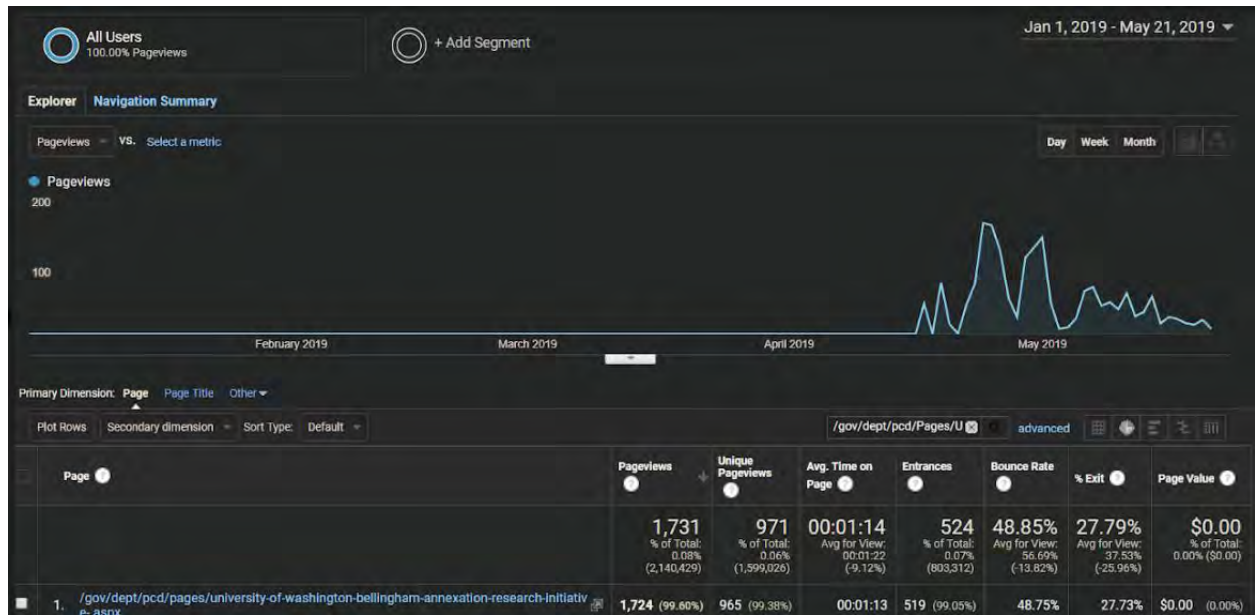 All Users
100.00% Pageviews
+ Add Segment
Jan 1, 2019 - May 21, 2019
Explorer Navigation Summary
Pageviews vs. Select a metric
Day Week Month
Pageviews
200
100
February 2019 March 2019 April 2019 May 2019
Primary Dimension: Page Page Title Other
Plot Rows Secondary dimension Sort Type: Default /gov/dept/pcd/Pages/U advanced
Page Pageviews Unique Pageviews Avg. Time on Page Entrances Bounce Rate % Exit Page Value
1,731 971 00:01:14 524 48.85% 27.79% $0.00
% of Total: % of Total: Avg for View: % of Total: Avg for View: Avg for View: % of Total:
0.08% 0.06% 00:01:22 0.07% 56.69% 37.53% 0.00% ($0.00)
(2,140,429) (1,599,026) (-9.12%) (803,312) (-13.82%) (-25.96%)
1. /gov/dept/pcd/pages/university-of-washington-bellingham-annexation-research-initiativ 1,724 (99.60%) 965 (99.38%) 00:01:13 519 (99.05%) 48.75% 27.73% $0.00 (0.00%)
e-.aspx